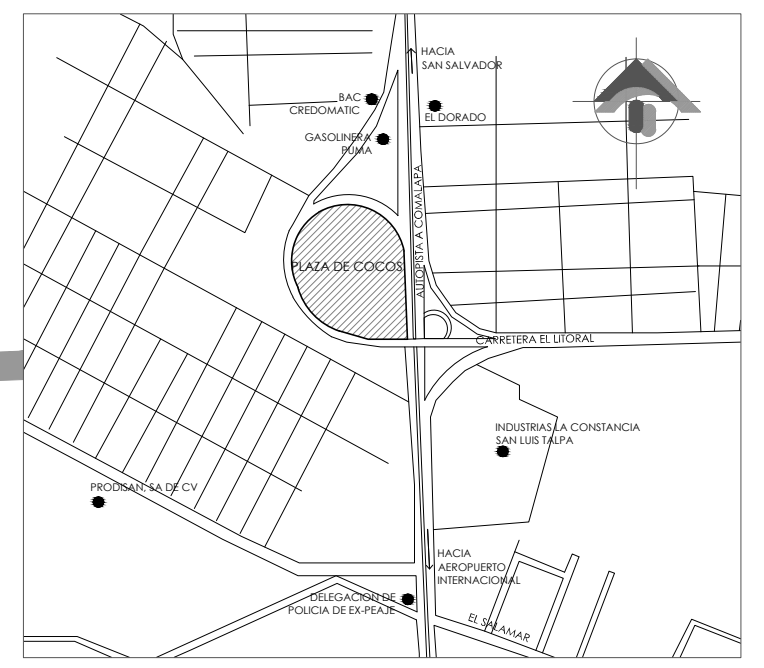 HACIA
SAN SALVADOR
BAC
CREDOMATIC
EL DORADO
GASOLINERA
PUMA
AUTOPISTA A COMALAPA
PLAZA DE COCOS
CARRETERA EL LITORAL
INDUSTRIAS LA CONSTANCIA
SAN LUIS TALPA
PRODISAN, SA DE CV
HACIA
AEROPUERTO
INTERNACIONAL
DELEGACION DE
POLICIA DE EX-PEAJE
EL SALAMAR